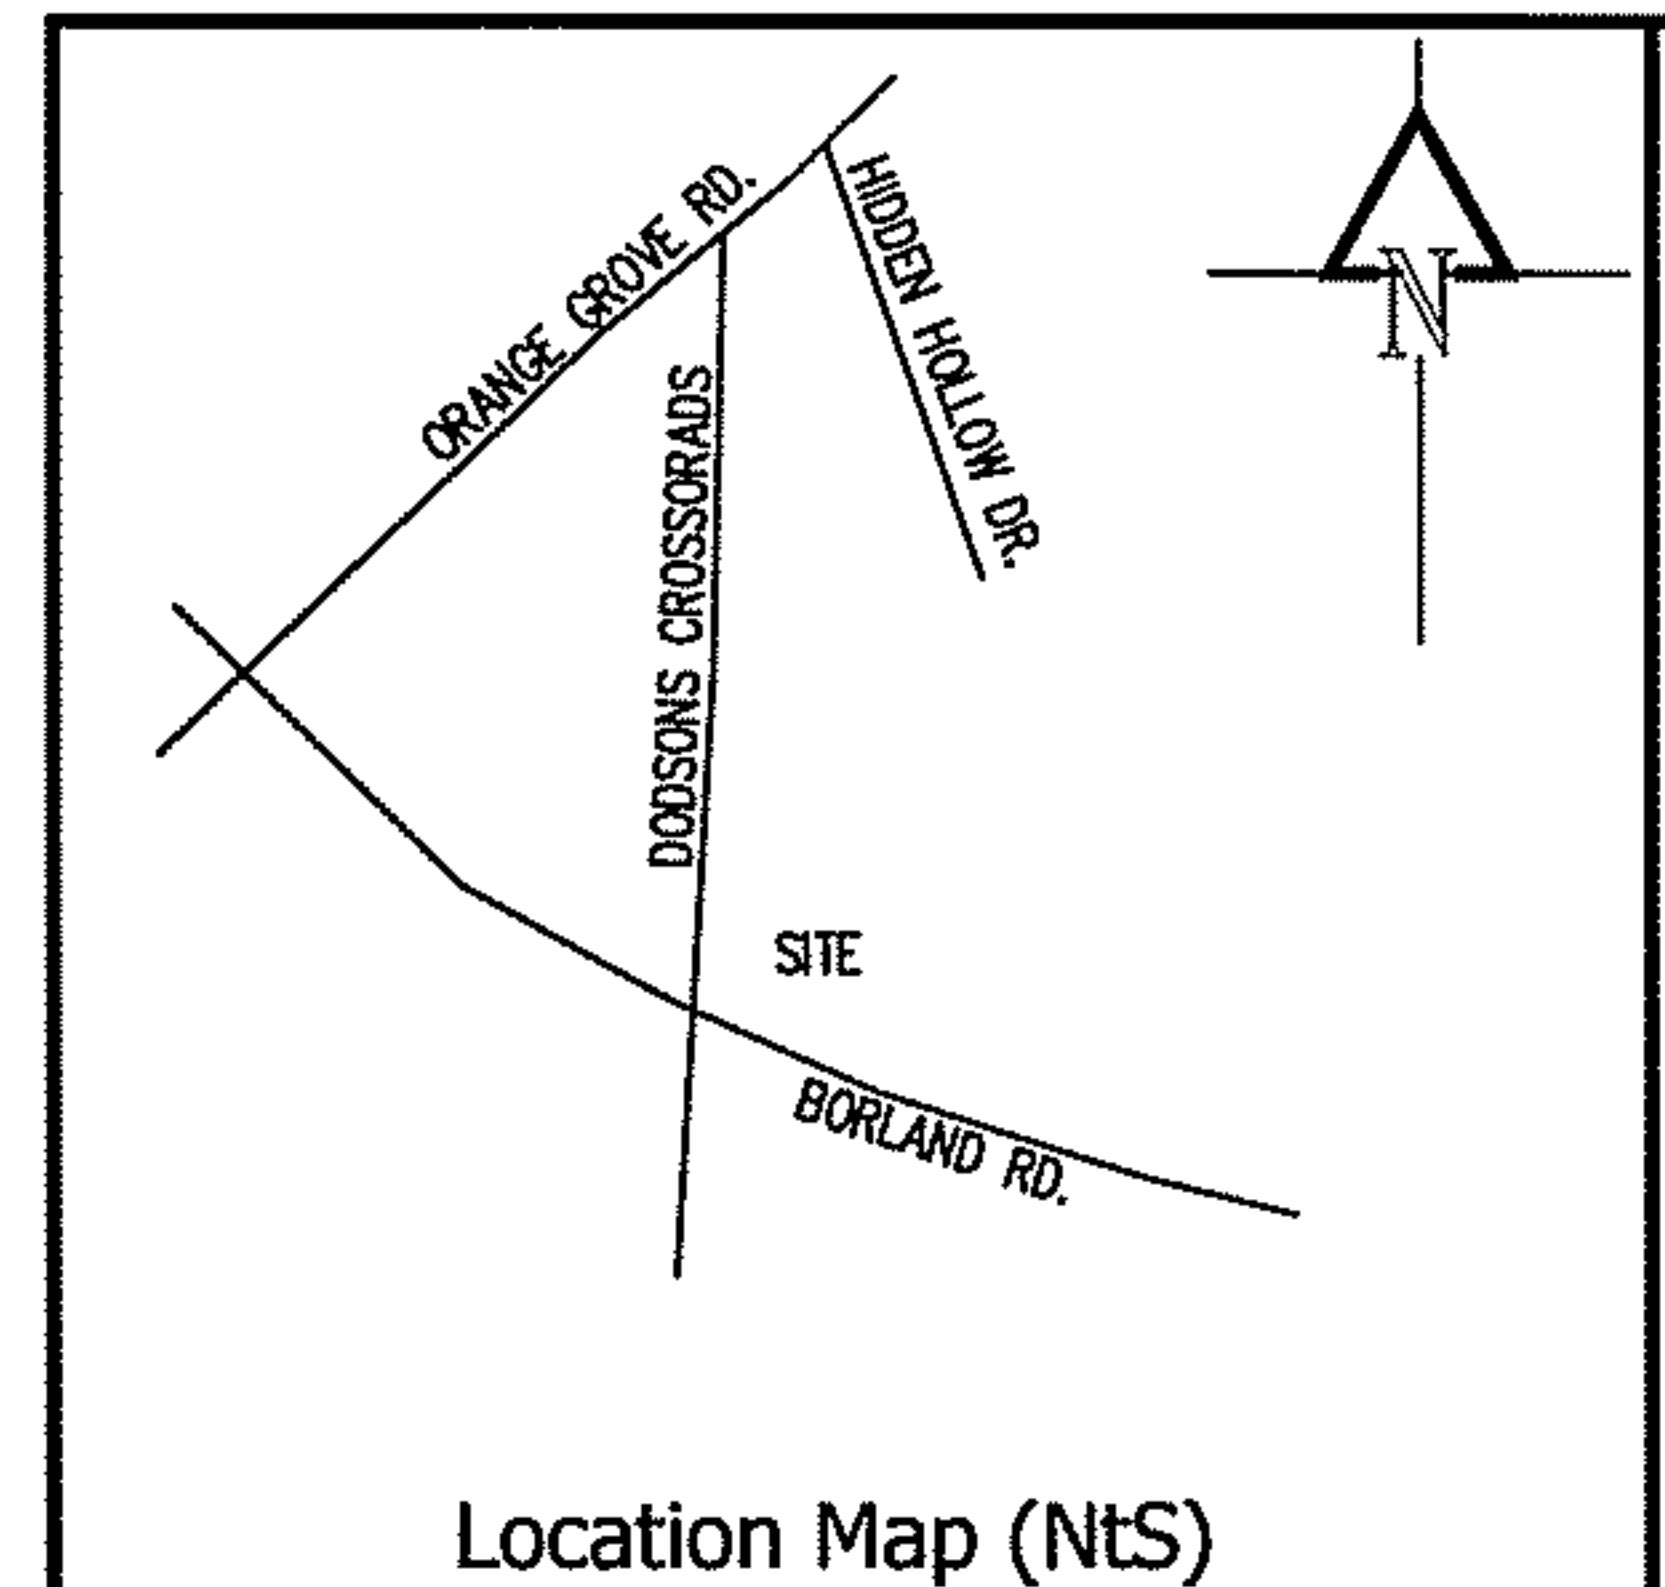 ORANGE GROVE RD.
HIDDEN HOLLOW DR.
N
DODSONS CROSSORADS
SITE
BORLAND RD.
Location Map (NtS)